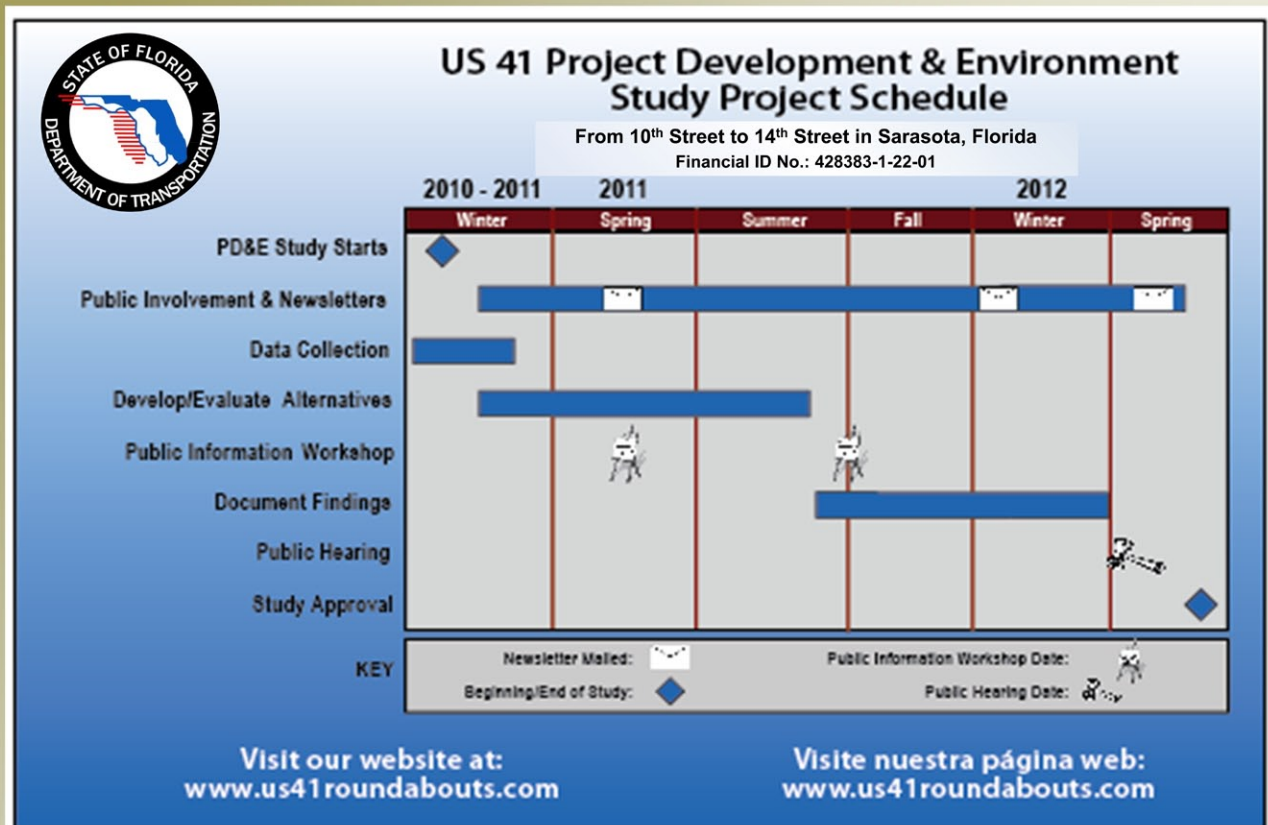 STATE OF FLORIDA
DEPARTMENT OF TRANSPORTATION
US 41 Project Development & Environment
Study Project Schedule
From 10th Street to 14th Street in Sarasota, Florida
Financial ID No.: 428383-1-22-01
2010 - 2011 2011 2012
Winter Spring Summer Fall Winter Spring
PD&E Study Starts
Public Involvement & Newsletters
Data Collection
Develop/Evaluate Alternatives
Public Information Workshop
Document Findings
Public Hearing
Study Approval
KEY
Newsletter Mailed: Public Information Workshop Date:
Beginning/End of Study: Public Hearing Date:
Visit our website at:
www.us41roundabouts.com
Visite nuestra página web:
www.us41roundabouts.com